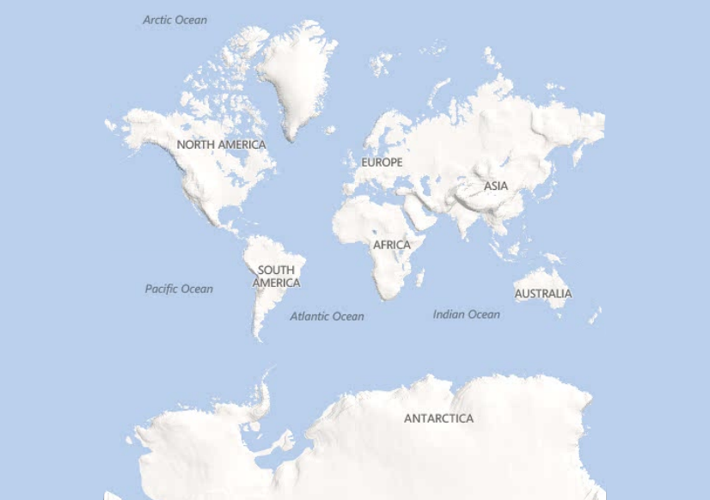 Arctic Ocean
NORTH AMERICA
EUROPE
ASIA
AFRICA
SOUTH
AMERICA
Pacific Ocean
AUSTRALIA
Atlantic Ocean
Indian Ocean
ANTARCTICA